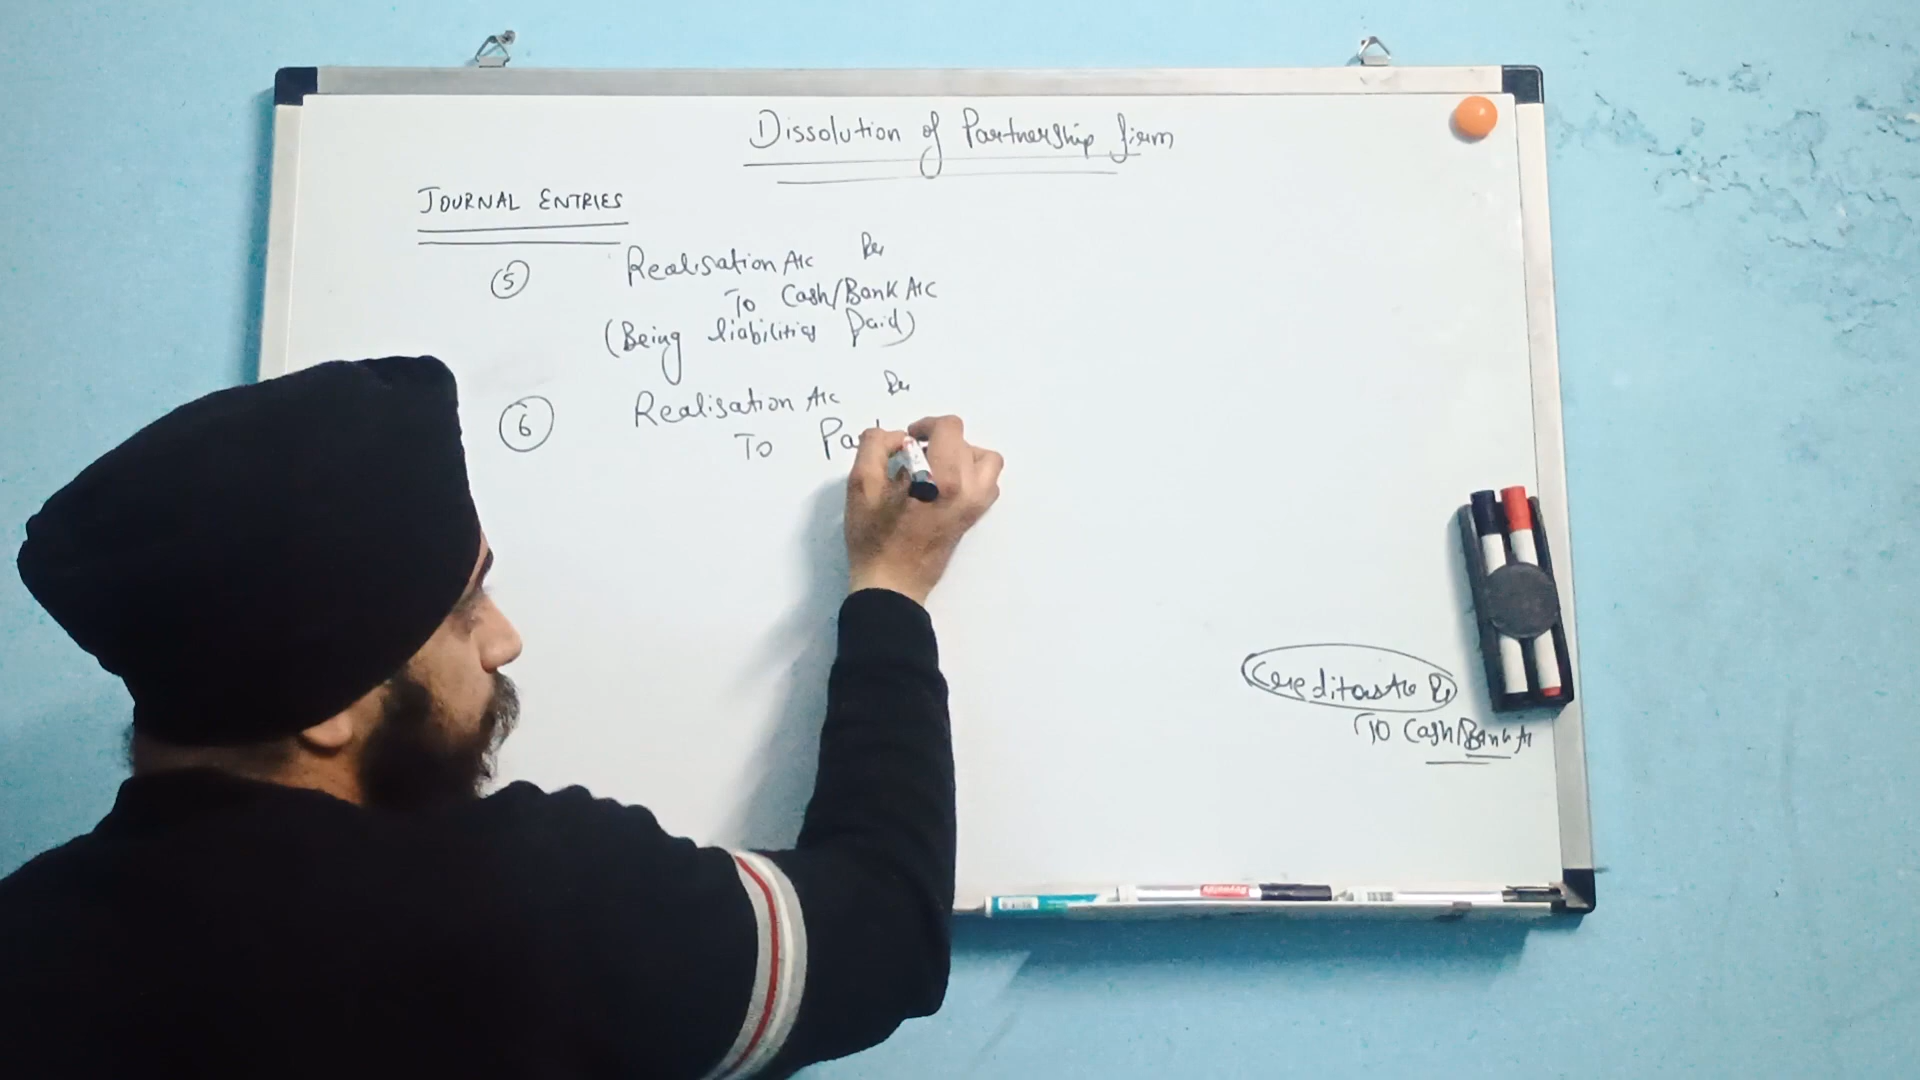 Dissolution of Partnership firm
JOURNAL ENTRIES
5 Realisation A/c Dr
To Cash/Bank A/c
(Being liabilities paid)
6 Realisation A/c Dr
To Pa
Creditors A/c Dr
To Cash/Bank A/c